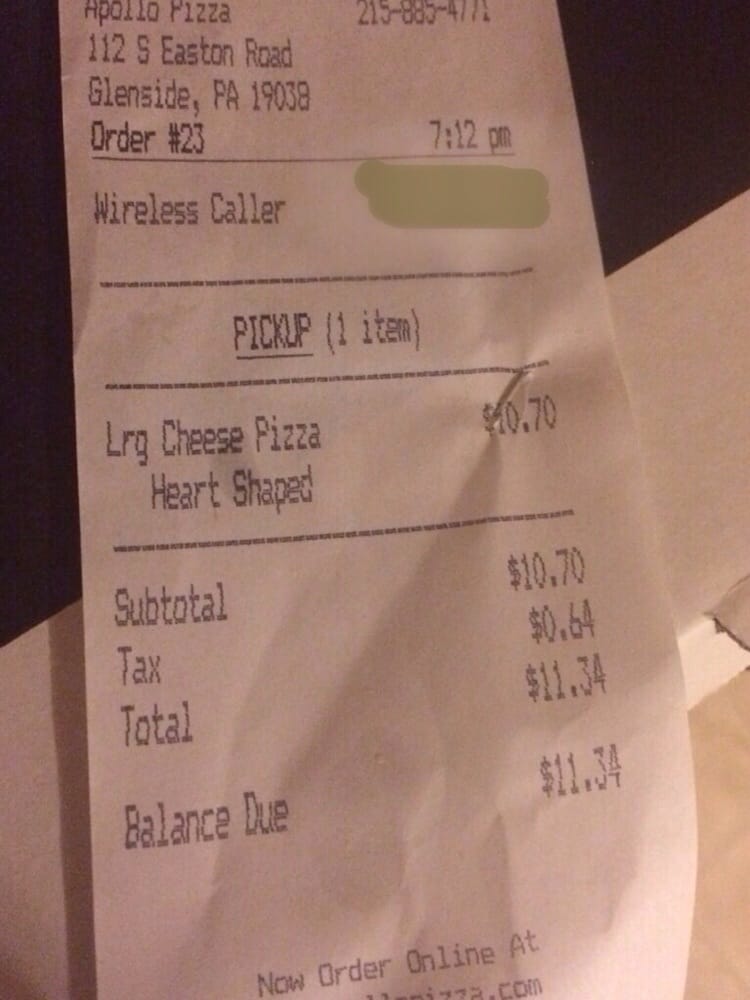 Apollo Pizza 215-885-4771
112 S Easton Road
Glenside, PA 19038
Order #23 7:12 pm
Wireless Caller
PICKUP (1 item)
Lrg Cheese Pizza $10.70
Heart Shaped
Subtotal $10.70
Tax $0.64
Total $11.34
Balance Due $11.34
Now Order Online At
llopizza.com